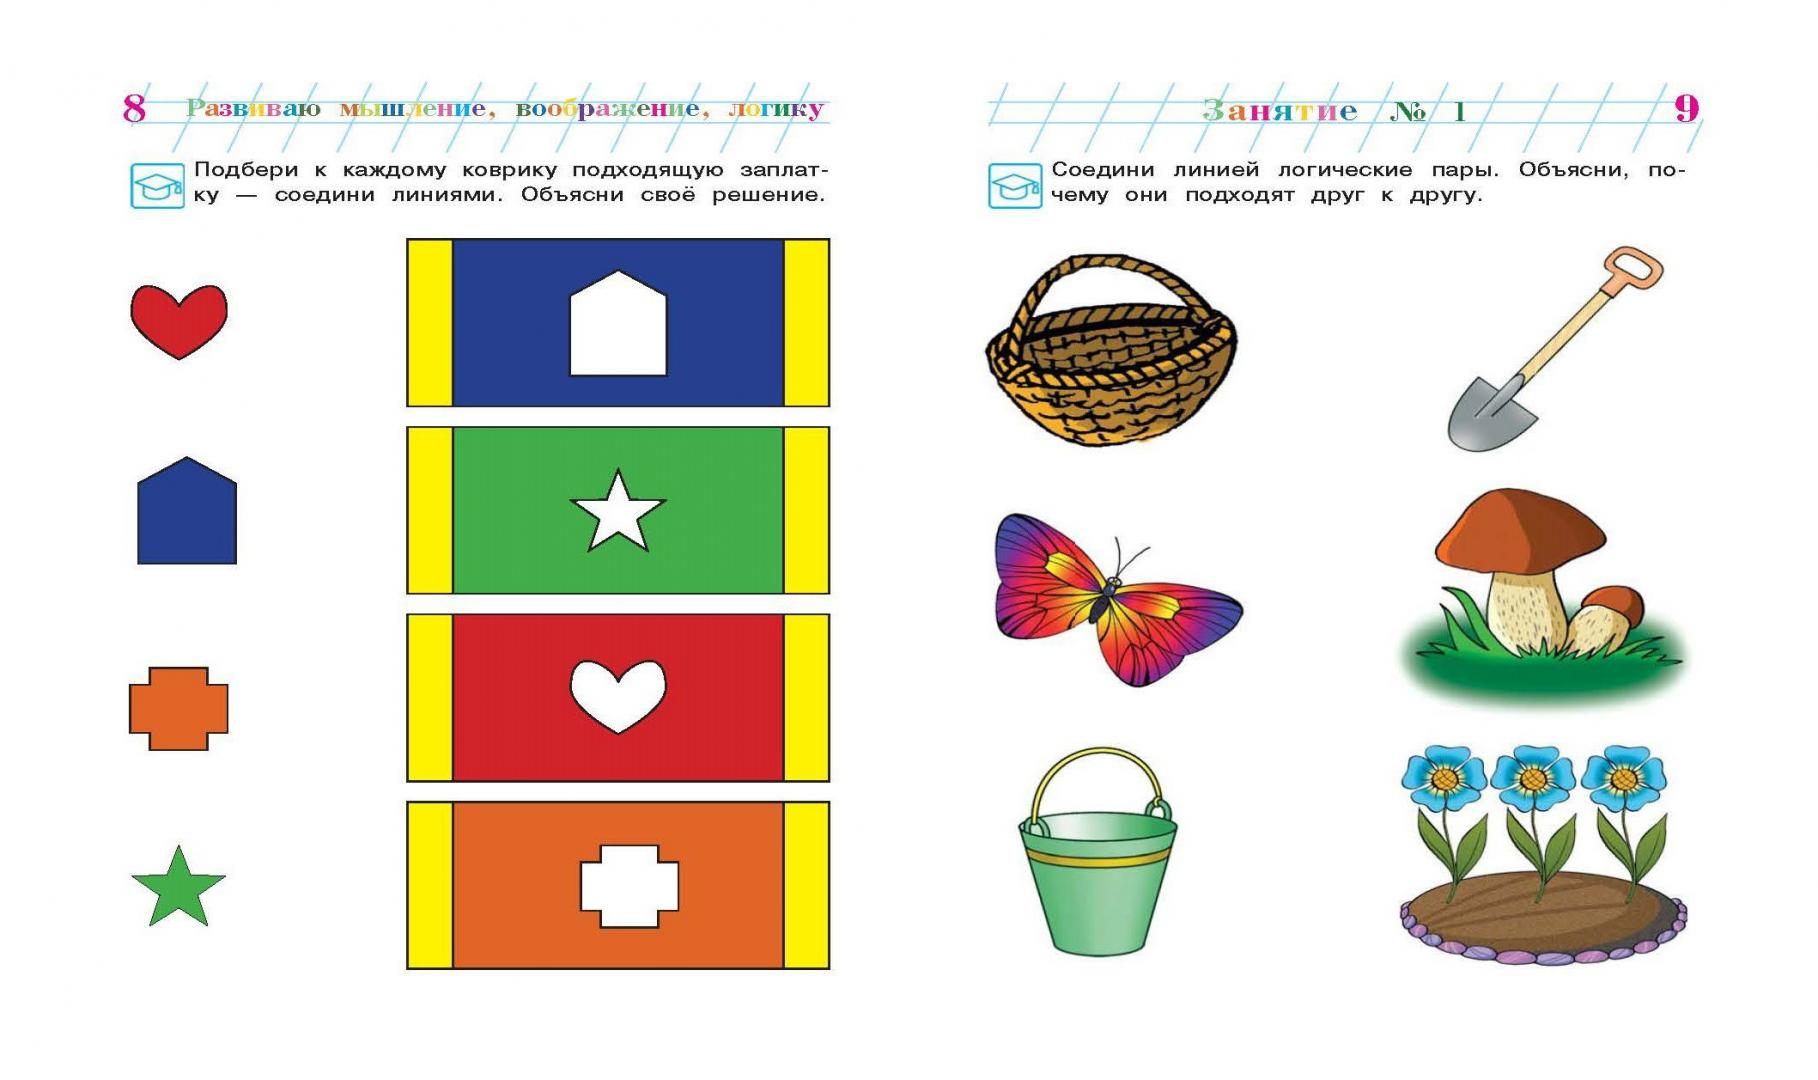 8 Развиваю мышление, воображение, логику
Подбери к каждому коврику подходящую заплат-
ку — соедини линиями. Объясни своё решение.
Занятие № 1 9
Соедини линией логические пары. Объясни, по-
чему они подходят друг к другу.